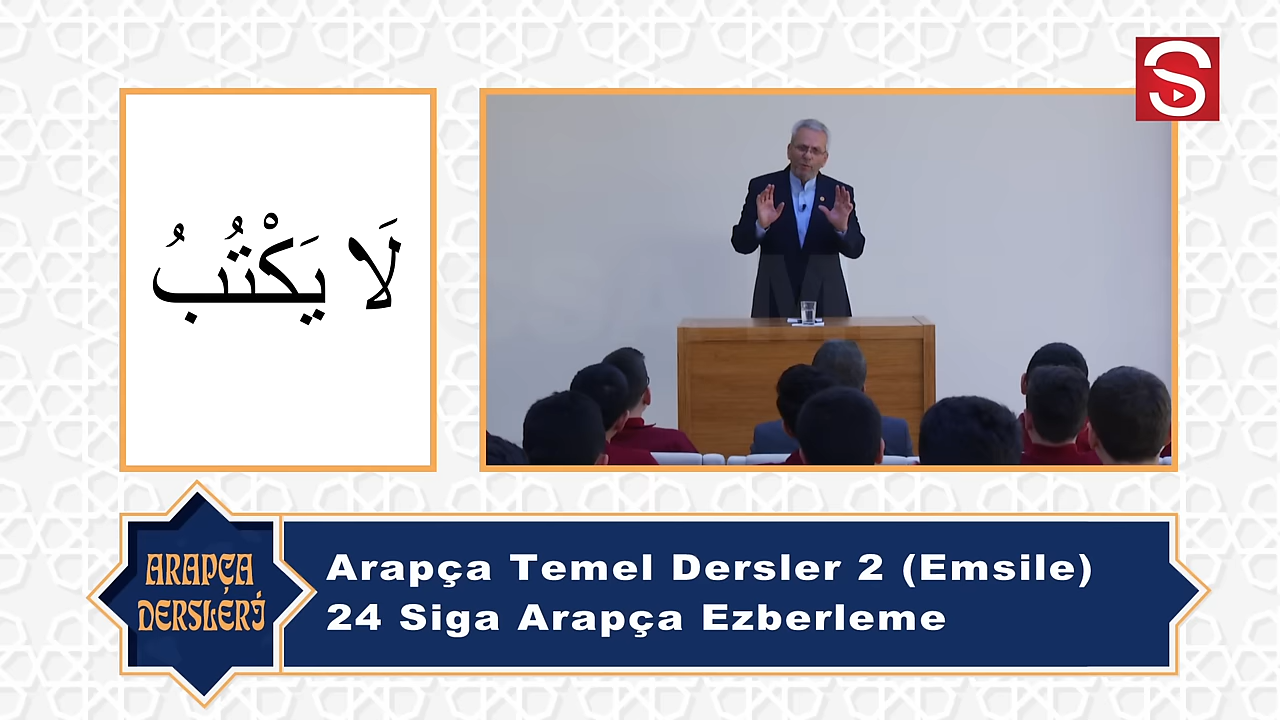 S
لَا يَكْتُبُ
ARAPÇA
DERSLERİ
Arapça Temel Dersler 2 (Emsile)
24 Siga Arapça Ezberleme